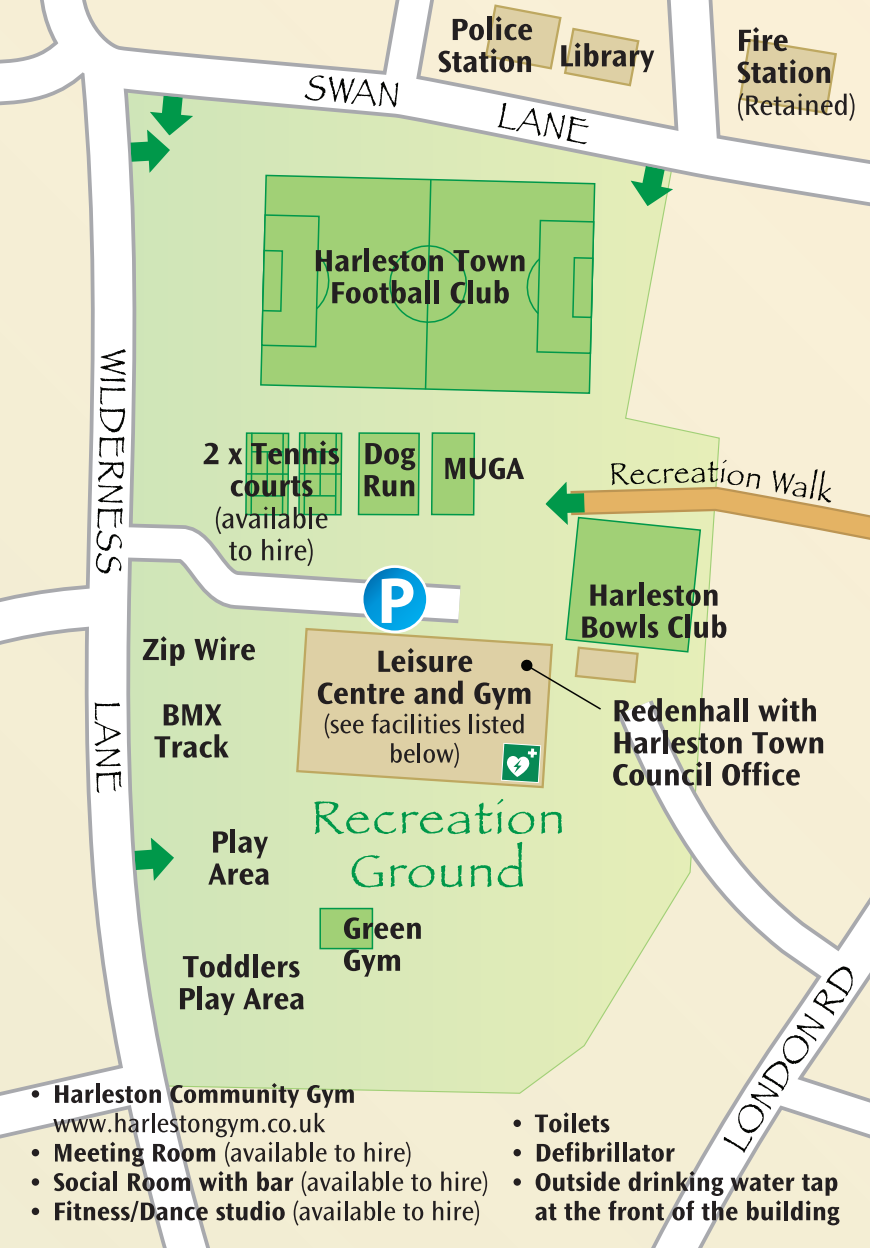 Police
Station
Library
Fire
Station
(Retained)
SWAN
LANE
Harleston Town
Football Club
WILDERNESS
LANE
2 x Tennis
courts
(available
to hire)
Dog
Run
MUGA
Recreation Walk
P
Harleston
Bowls Club
Zip Wire
BMX
Track
Leisure
Centre and Gym
(see facilities listed
below)
Redenhall with
Harleston Town
Council Office
Recreation
Ground
Play
Area
Green
Gym
Toddlers
Play Area
LONDON RD
• Harleston Community Gym
www.harlestongym.co.uk
• Meeting Room (available to hire)
• Social Room with bar (available to hire)
• Fitness/Dance studio (available to hire)
• Toilets
• Defibrillator
• Outside drinking water tap
at the front of the building